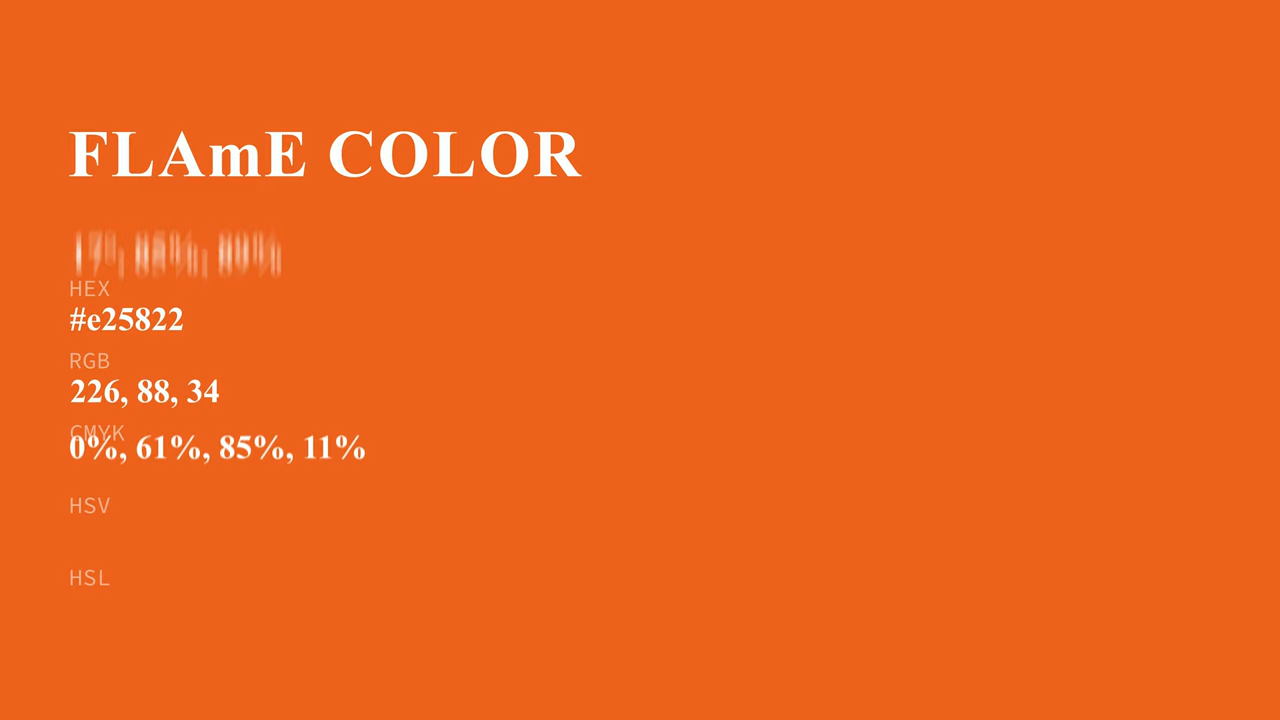 FLAmE COLOR
HEX
#e25822
RGB
226, 88, 34
CMYK
0%, 61%, 85%, 11%
HSV
HSL